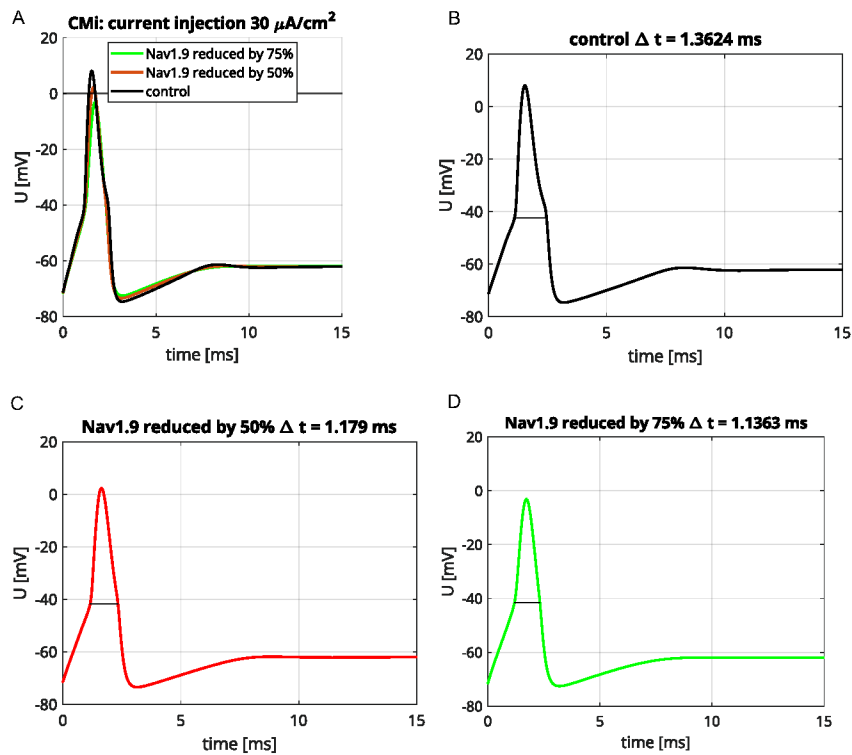 A
CMi: current injection 30 μA/cm²
20
0
-20
-40
-60
-80
U [mV]
Nav1.9 reduced by 75%
Nav1.9 reduced by 50%
control
0
5
10
15
time [ms]
B
control Δ t = 1.3624 ms
20
0
-20
-40
-60
-80
U [mV]
0
5
10
15
time [ms]
C
Nav1.9 reduced by 50% Δ t = 1.179 ms
20
0
-20
-40
-60
-80
U [mV]
0
5
10
15
time [ms]
D
Nav1.9 reduced by 75% Δ t = 1.1363 ms
20
0
-20
-40
-60
-80
U [mV]
0
5
10
15
time [ms]